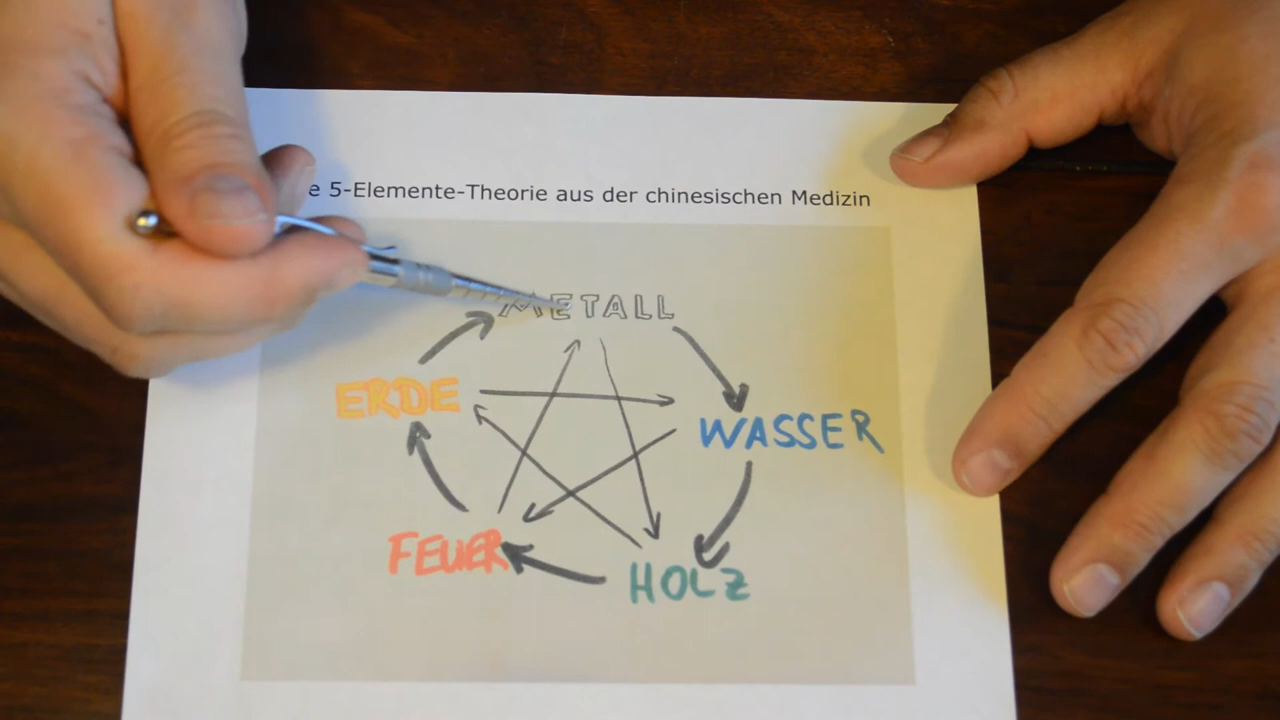 e 5-Elemente-Theorie aus der chinesischen Medizin
METALL
ERDE
WASSER
FEUER
HOLZ